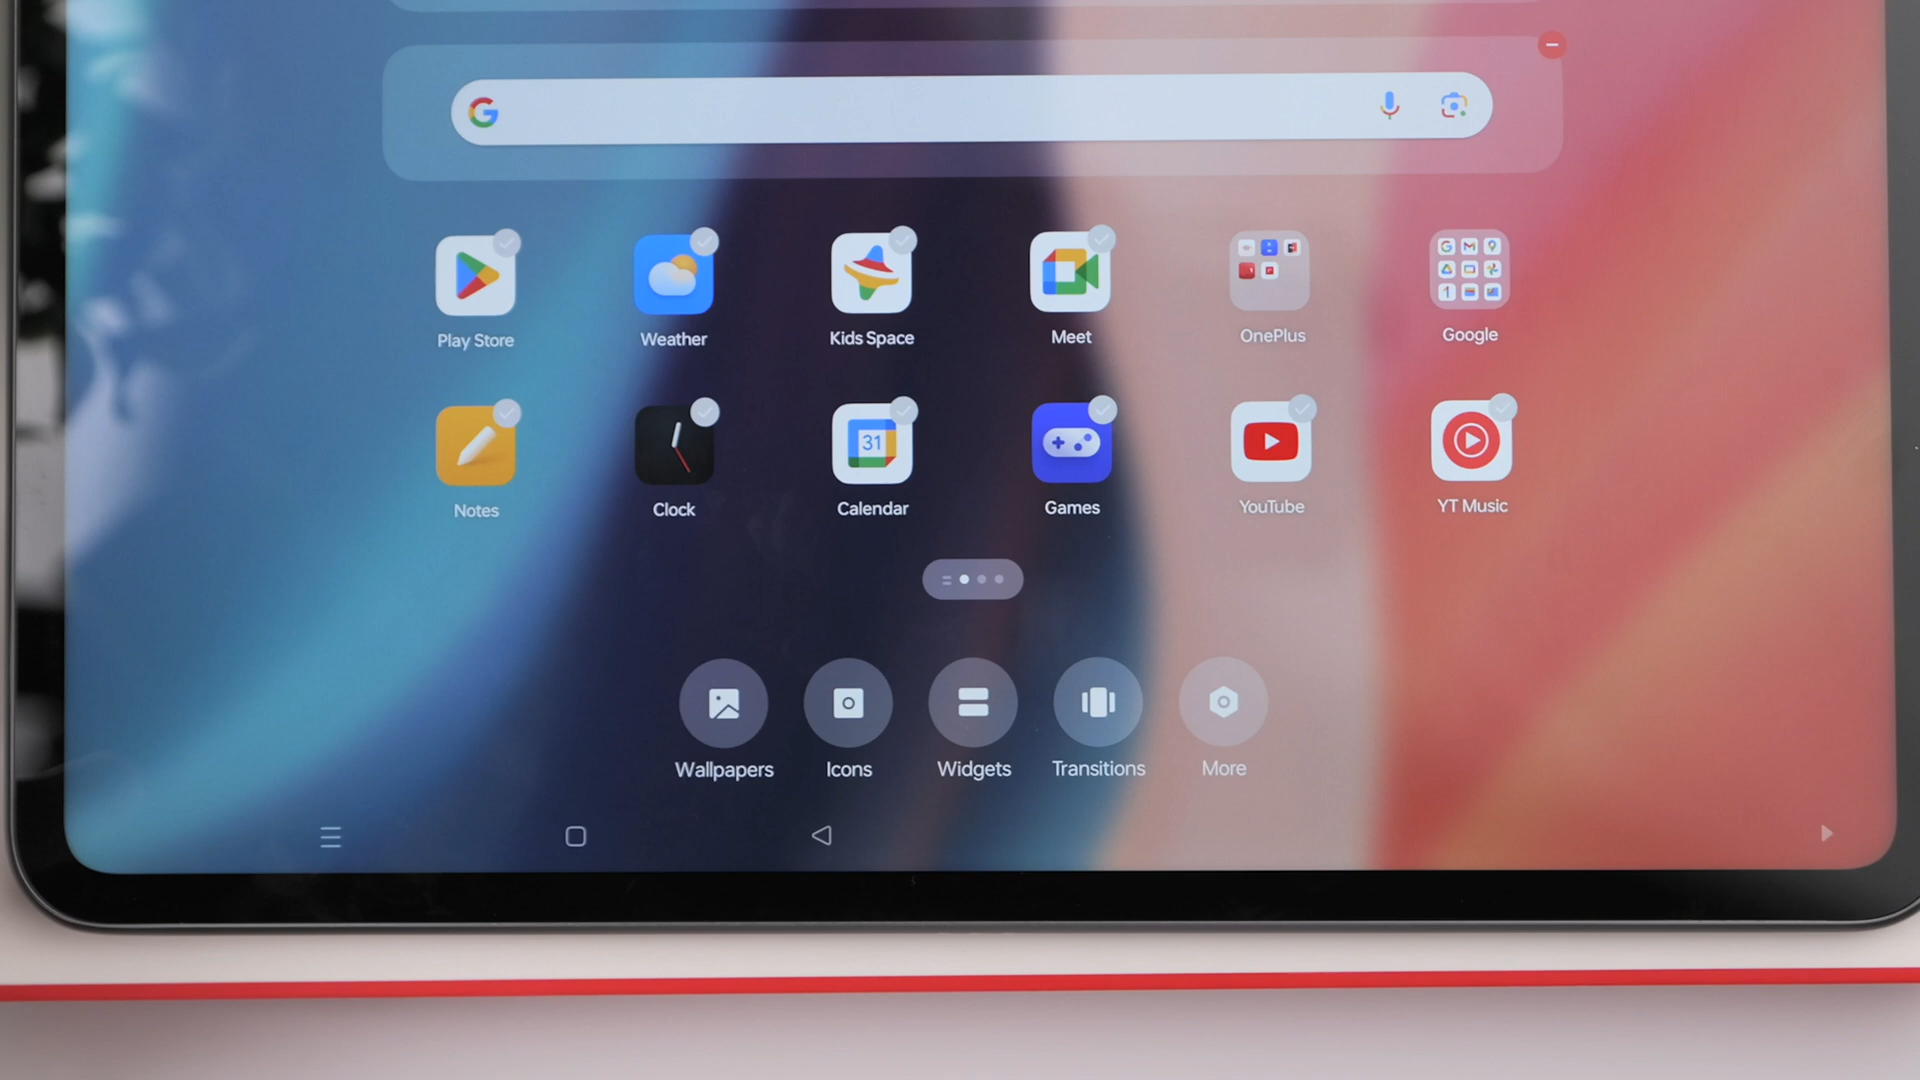 G
Play Store
Weather
Kids Space
Meet
OnePlus
Google
31
Notes
Clock
Calendar
Games
YouTube
YT Music
Wallpapers
Icons
Widgets
Transitions
More